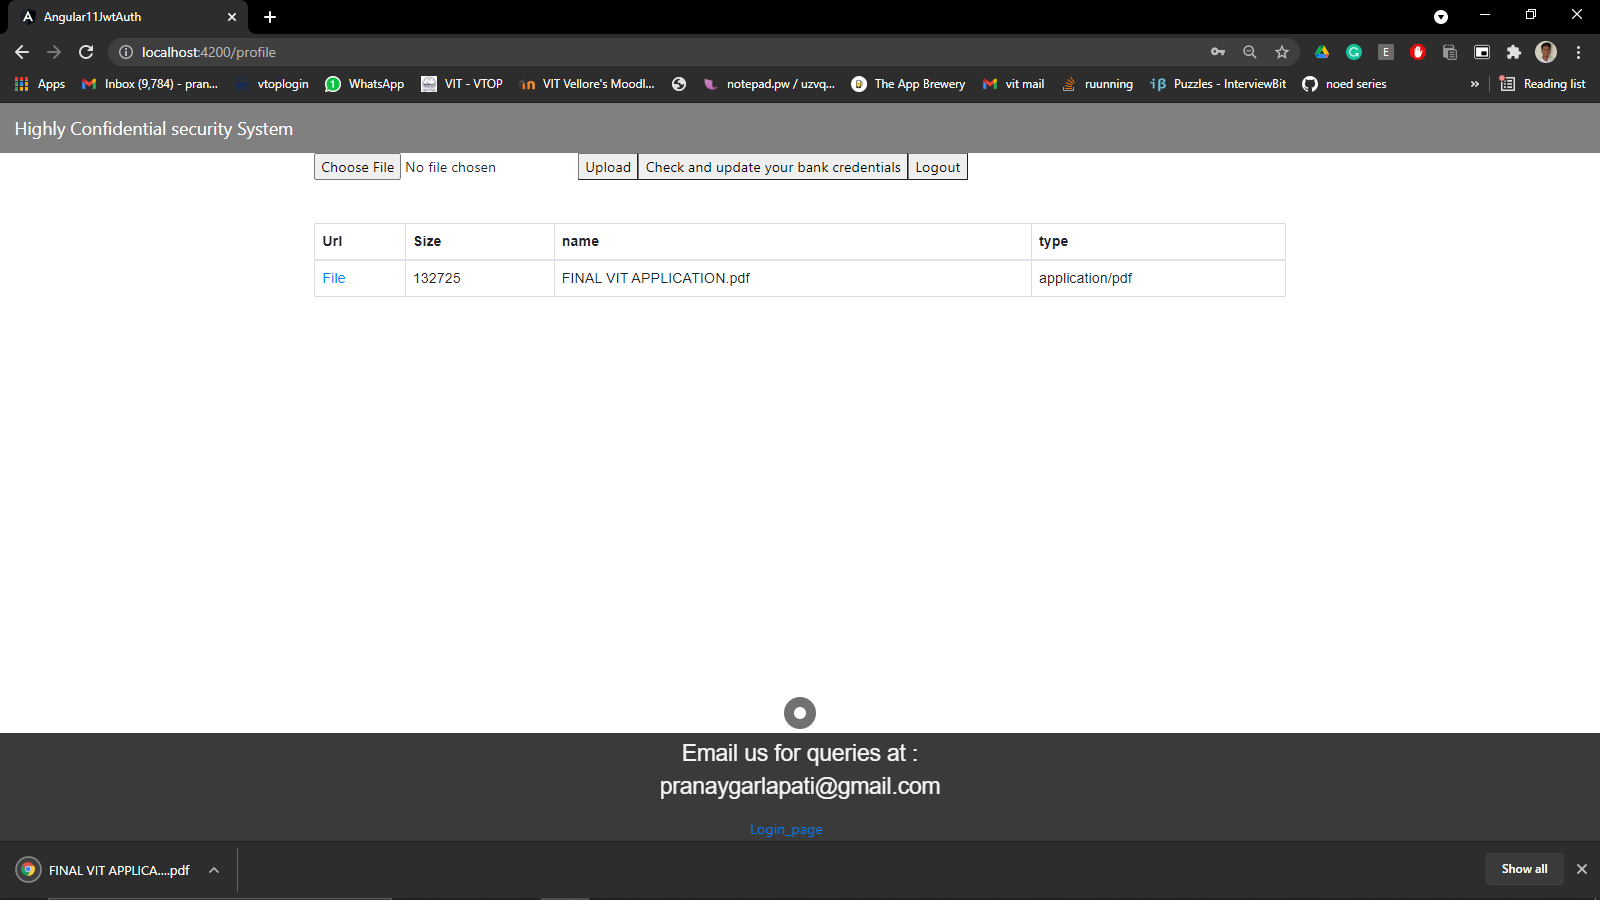 Angular11JwtAuth
localhost:4200/profile
Apps Inbox (9,784) - pran... vtoplogin WhatsApp VIT - VTOP VIT Vellore's Moodl... notepad.pw / uzvq... The App Brewery vit mail ruunning Puzzles - InterviewBit noed series » Reading list
Highly Confidential security System
Choose File No file chosen Upload Check and update your bank credentials Logout
Url Size name type
File 132725 FINAL VIT APPLICATION.pdf application/pdf
Email us for queries at :
pranaygarlapati@gmail.com
Login_page
FINAL VIT APPLICA....pdf Show all